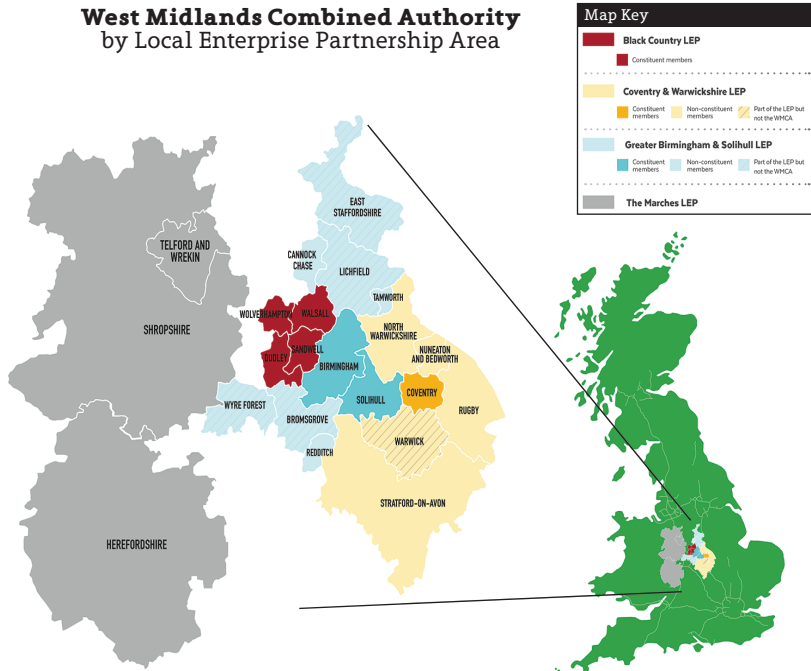 West Midlands Combined Authority
by Local Enterprise Partnership Area
Map Key
Black Country LEP
Constituent members
Coventry & Warwickshire LEP
Constituent members
Non-constituent members
Part of the LEP but not the WMCA
Greater Birmingham & Solihull LEP
Constituent members
Non-constituent members
Part of the LEP but not the WMCA
The Marches LEP
EAST
STAFFORDSHIRE
TELFORD AND
WREKIN
CANNOCK
CHASE
LICHFIELD
TAMWORTH
WOLVERHAMPTON
WALSALL
SHROPSHIRE
NORTH
WARWICKSHIRE
SANDWELL
DUDLEY
NUNEATON
AND BEDWORTH
BIRMINGHAM
COVENTRY
SOLIHULL
WYRE FOREST
RUGBY
BROMSGROVE
WARWICK
REDDITCH
STRATFORD-ON-AVON
HEREFORDSHIRE